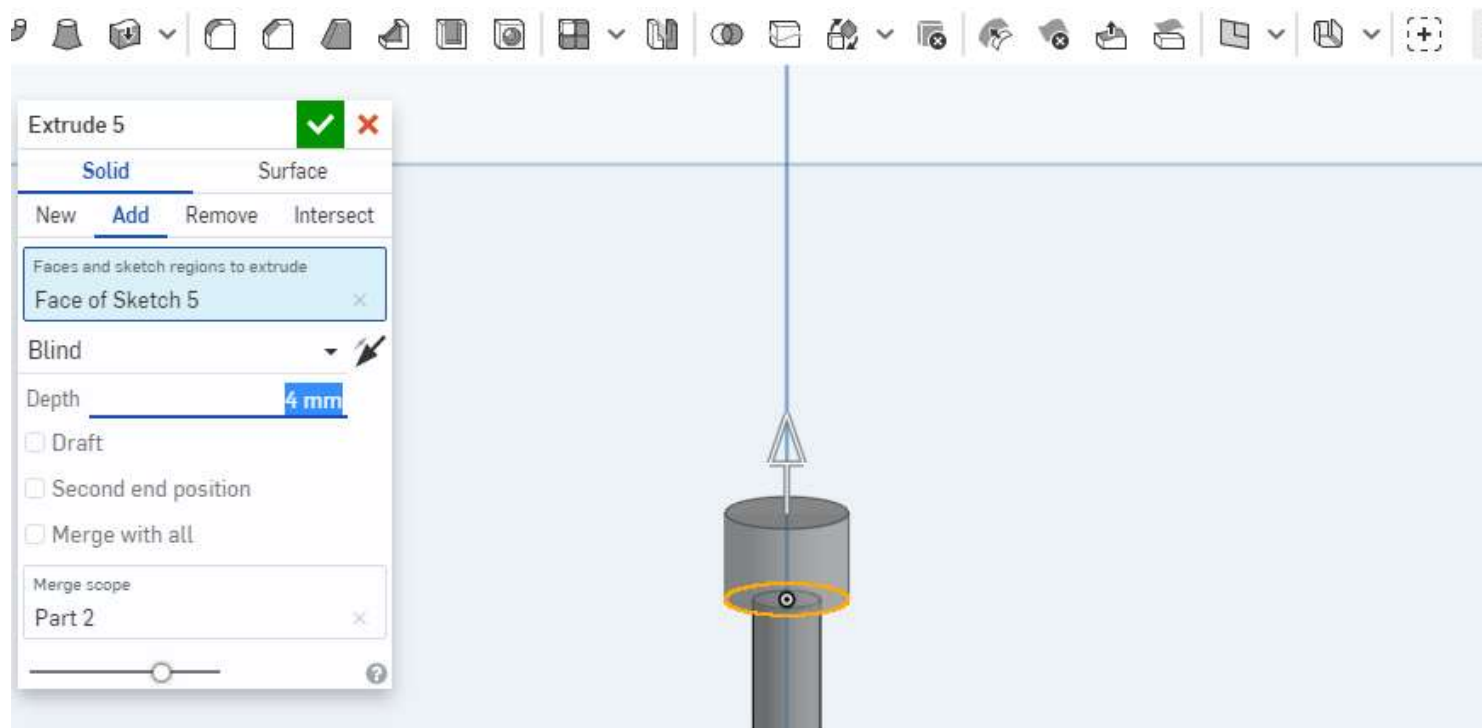 Extrude 5
Solid Surface
New Add Remove Intersect
Faces and sketch regions to extrude
Face of Sketch 5
Blind
Depth 4 mm
Draft
Second end position
Merge with all
Merge scope
Part 2